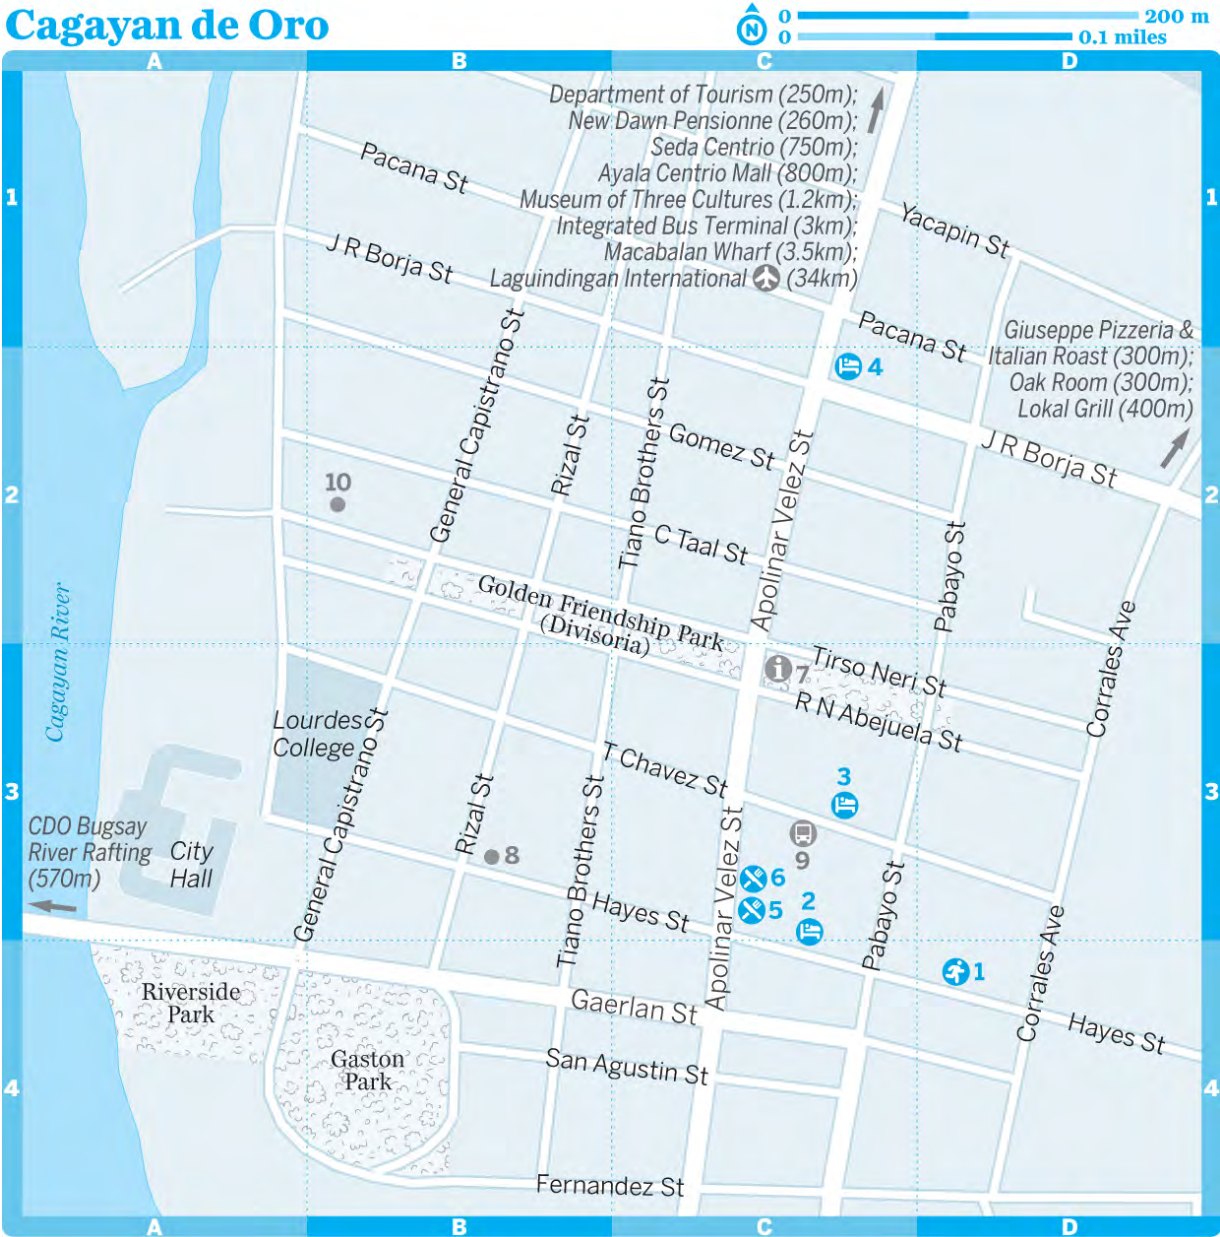 Cagayan de Oro
N
0 200 m
0 0.1 miles
A B C D
Department of Tourism (250m);
New Dawn Pensionne (260m);
Seda Centrio (750m);
Ayala Centrio Mall (800m);
Museum of Three Cultures (1.2km);
Integrated Bus Terminal (3km);
Macabalan Wharf (3.5km);
Laguindingan International (34km)
Pacana St
1
1
Yacapin St
J R Borja St
Pacana St
Giuseppe Pizzeria &
Italian Roast (300m);
Oak Room (300m);
Lokal Grill (400m)
4
General Capistrano St
Rizal St
Tiano Brothers St
Gomez St
Apolinar Velez St
J R Borja St
10
2
2
C Taal St
Pabayo St
Cagayan River
Golden Friendship Park
(Divisoria)
Corrales Ave
7
Tirso Neri St
R N Abejuela St
Lourdes
College
General Capistrano St
T Chavez St
3
3
3
CDO Bugsay
River Rafting
(570m)
City
Hall
Rizal St
8
Tiano Brothers St
Apolinar Velez St
9
6
5
2
Pabayo St
Hayes St
1
Corrales Ave
Riverside
Park
Gaerlan St
Hayes St
Gaston
Park
San Agustin St
4
4
Fernandez St
A B C D